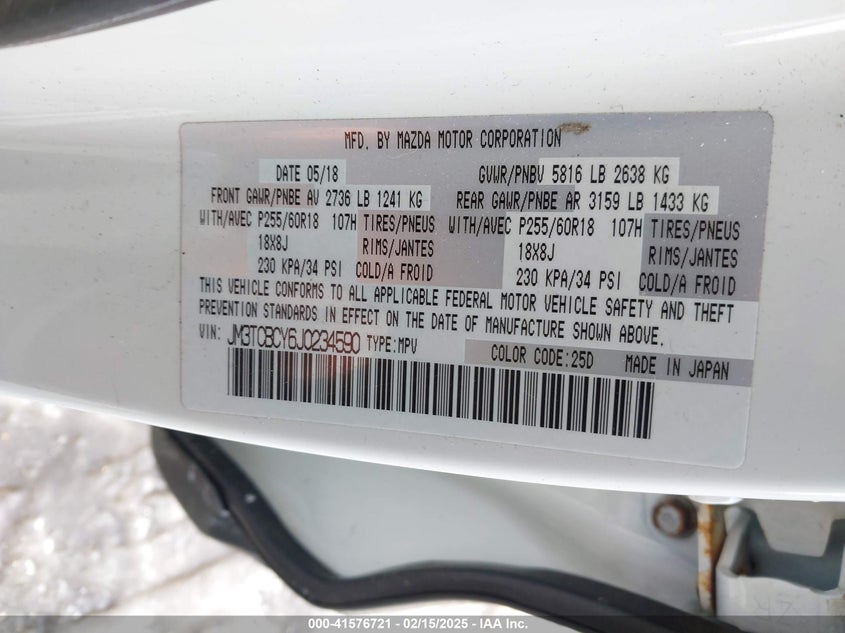 MFD. BY MAZDA MOTOR CORPORATION
DATE 05/18 GVWR/PNBV 5816 LB 2638 KG
FRONT GAWR/PNBE AV 2736 LB 1241 KG REAR GAWR/PNBE AR 3159 LB 1433 KG
WITH/AVEC P255/60R18 107H TIRES/PNEUS WITH/AVEC P255/60R18 107H TIRES/PNEUS
18X8J RIMS/JANTES 18X8J RIMS/JANTES
230 KPA/34 PSI COLD/A FROID 230 KPA/34 PSI COLD/A FROID
THIS VEHICLE CONFORMS TO ALL APPLICABLE FEDERAL MOTOR VEHICLE SAFETY AND THEFT
PREVENTION STANDARDS IN EFFECT ON THE DATE OF MANUFACTURE SHOWN ABOVE.
VIN: JM3TCBCY6J0234590 TYPE:MPV COLOR CODE:25D MADE IN JAPAN
000-41576721 - 02/15/2025 - IAA Inc.